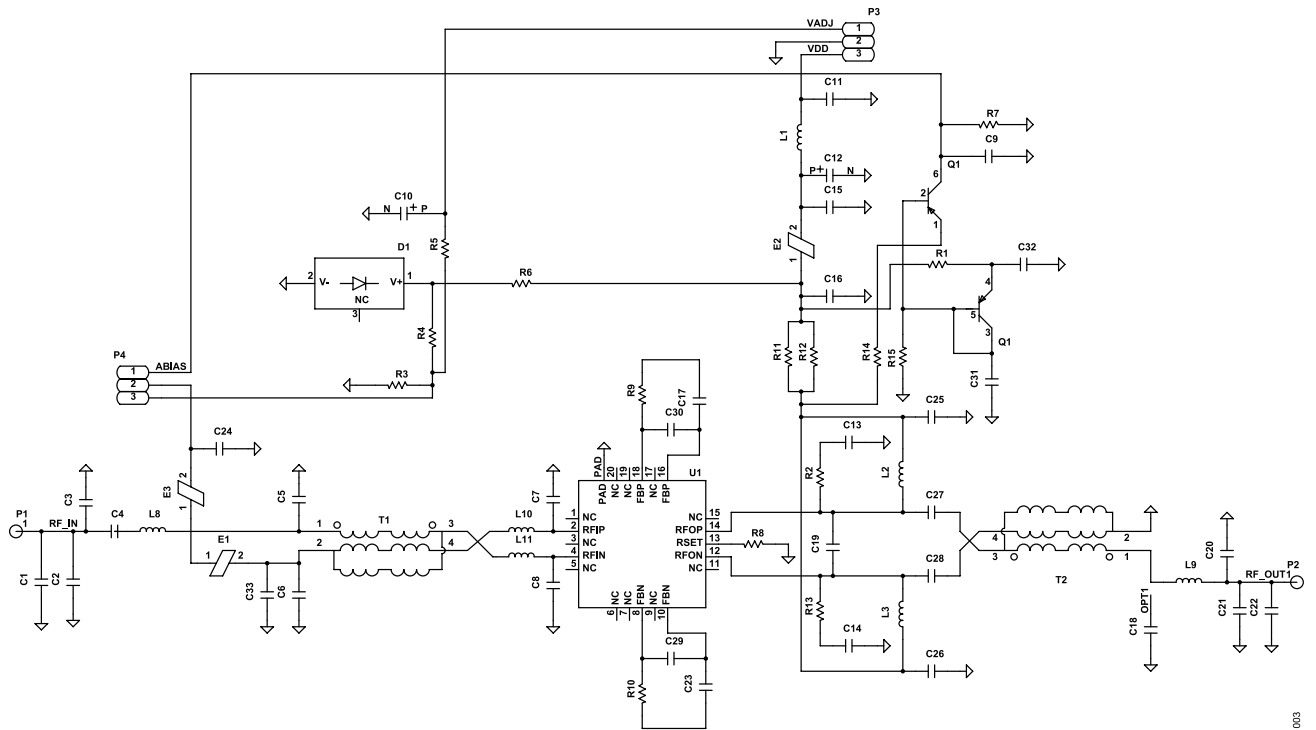 P3
VADJ
1
2
VDD
3
C11
R7
L1
C9
C12
P+ N
Q1
6
C10
N + P
C15
2
1
D1
R5
E2
2
1
R1
C32
2 V- V+ 1
NC
3
R6
C16
4
5
3
Q1
R4
R11
R12
R14
R15
C31
P4
ABIAS
1
2
3
R3
R9
C17
C30
C25
C13
C24
PAD
PAD
20 NC
19 NC
18 FBP
17 NC
16 FBP
U1
R2
L2
E3
2
1
C3
C5
C7
P1
1
RF_IN
C4
L8
1
T1
3
L10
1 NC
2 RFIP
3 NC
4 RFIN
5 NC
NC 15
RFOP 14
RSET 13
RFON 12
NC 11
R8
C27
C19
C28
4
3
2
1
T2
C20
L9
RF_OUT1
P2
1
2
4
L11
E1
1
2
C1
C2
C33
C6
C8
NC 6
NC 7
FBN 8
NC 9
FBN 10
R13
L3
C14
C18
OPT1
C21
C22
C29
C26
R10
C23
003